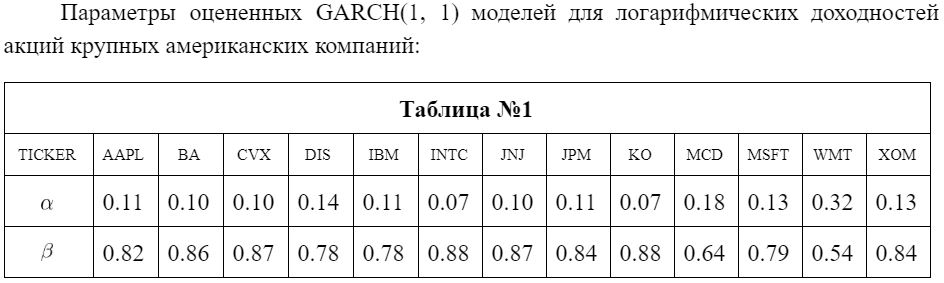 Параметры оцененных GARCH(1, 1) моделей для логарифмических доходностей
акций крупных американских компаний:
Таблица №1
TICKER AAPL BA CVX DIS IBM INTC JNJ JPM KO MCD MSFT WMT XOM
α 0.11 0.10 0.10 0.14 0.11 0.07 0.10 0.11 0.07 0.18 0.13 0.32 0.13
β 0.82 0.86 0.87 0.78 0.78 0.88 0.87 0.84 0.88 0.64 0.79 0.54 0.84